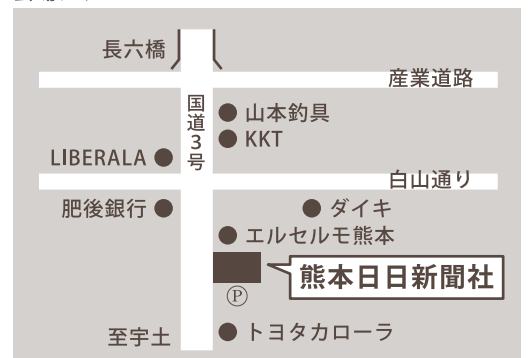 長六橋
産業道路
国道3号
山本釣具
KKT
LIBERALA
白山通り
肥後銀行
ダイキ
エルセルモ熊本
熊本日日新聞社
P
至宇土
トヨタカローラ